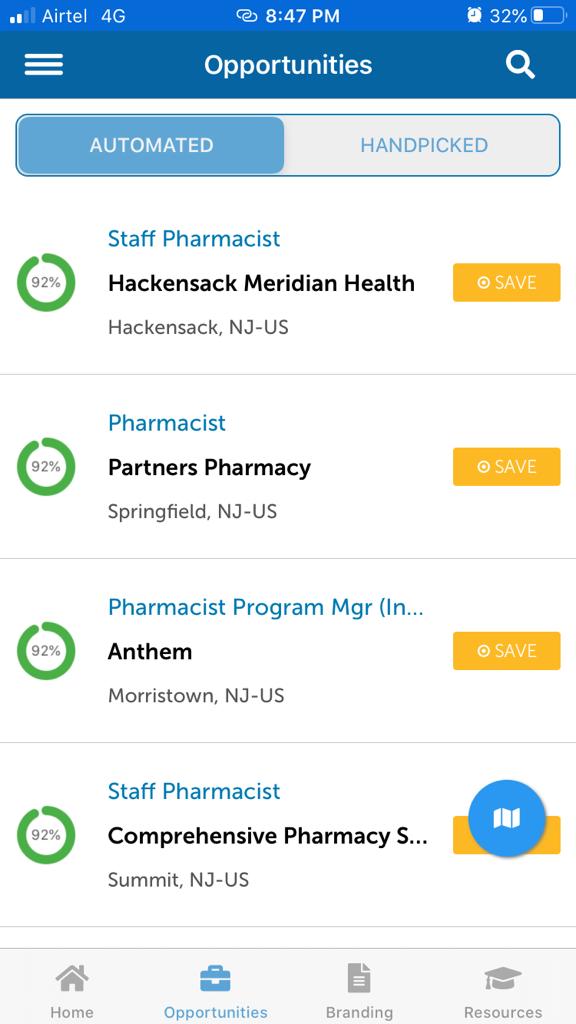 Airtel 4G 8:47 PM 32%
Opportunities
AUTOMATED HANDPICKED
Staff Pharmacist
92% Hackensack Meridian Health SAVE
Hackensack, NJ-US
Pharmacist
92% Partners Pharmacy SAVE
Springfield, NJ-US
Pharmacist Program Mgr (In...
92% Anthem SAVE
Morristown, NJ-US
Staff Pharmacist
92% Comprehensive Pharmacy S...
Summit, NJ-US
Home Opportunities Branding Resources